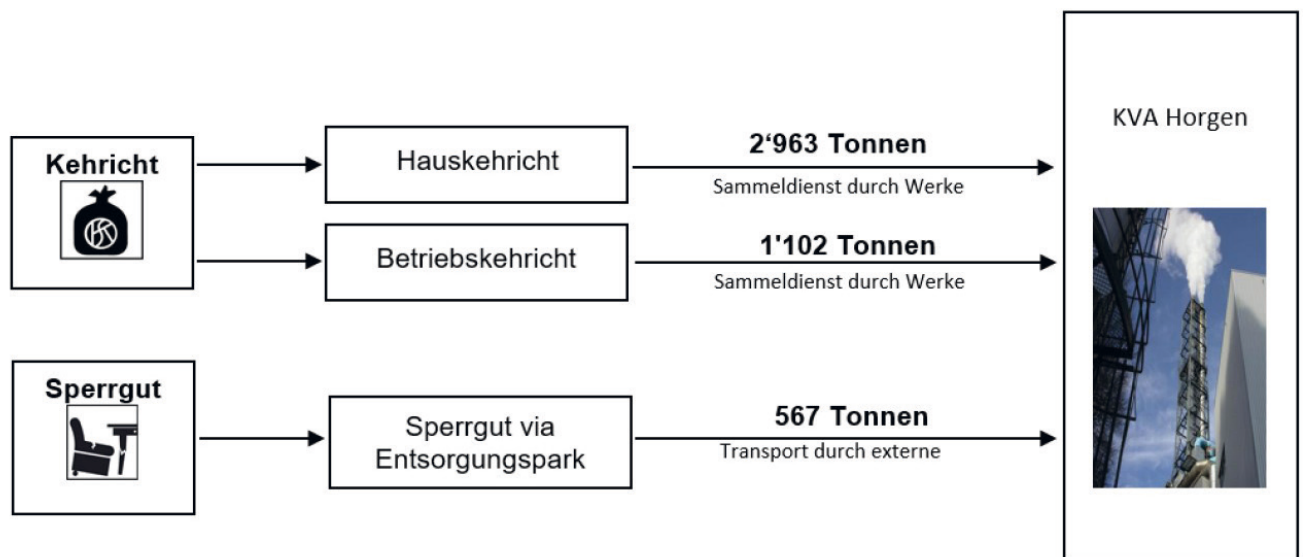 KVA Horgen
Kehricht
Hauskehricht
2‘963 Tonnen
Sammeldienst durch Werke
Betriebskehricht
1'102 Tonnen
Sammeldienst durch Werke
Sperrgut
Sperrgut via
Entsorgungspark
567 Tonnen
Transport durch externe